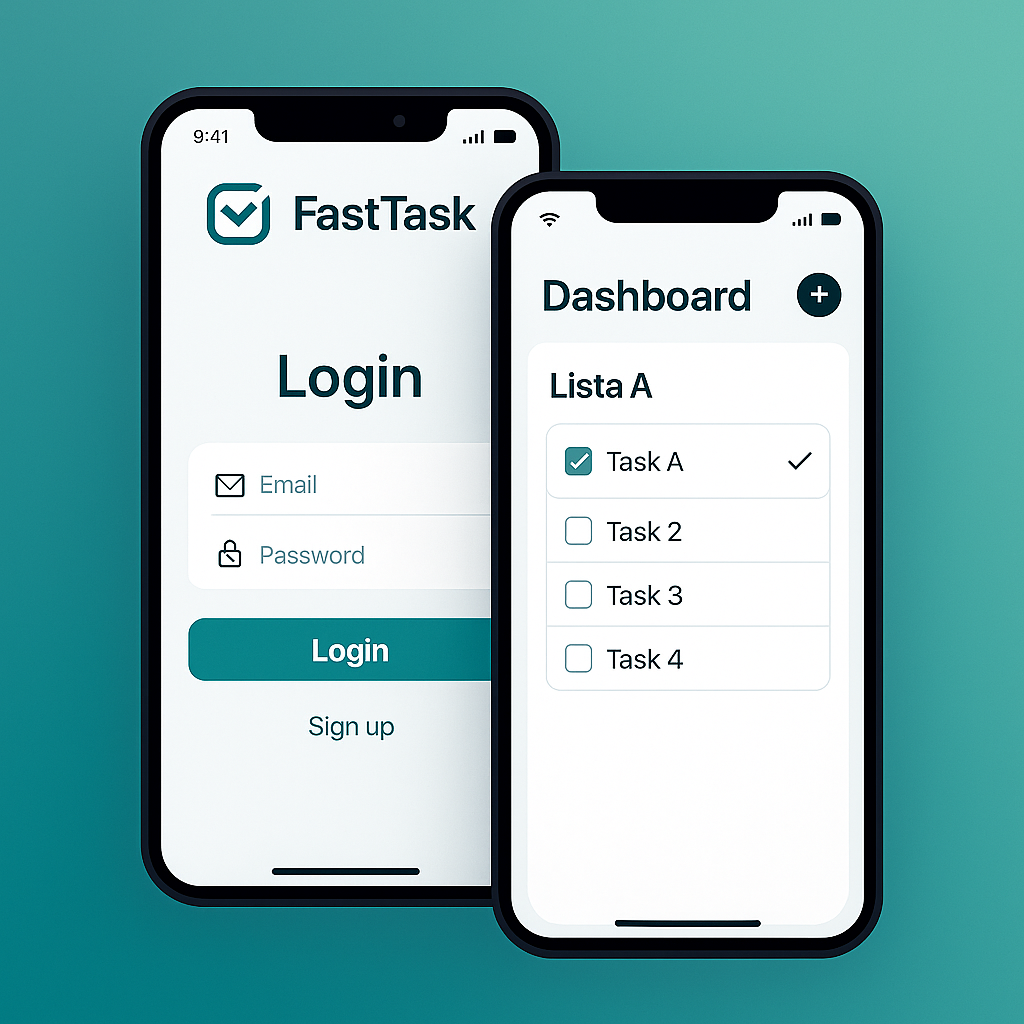 9:41
FastTask
Login
Email
Password
Login
Sign up
Dashboard
Lista A
Task A
Task 2
Task 3
Task 4